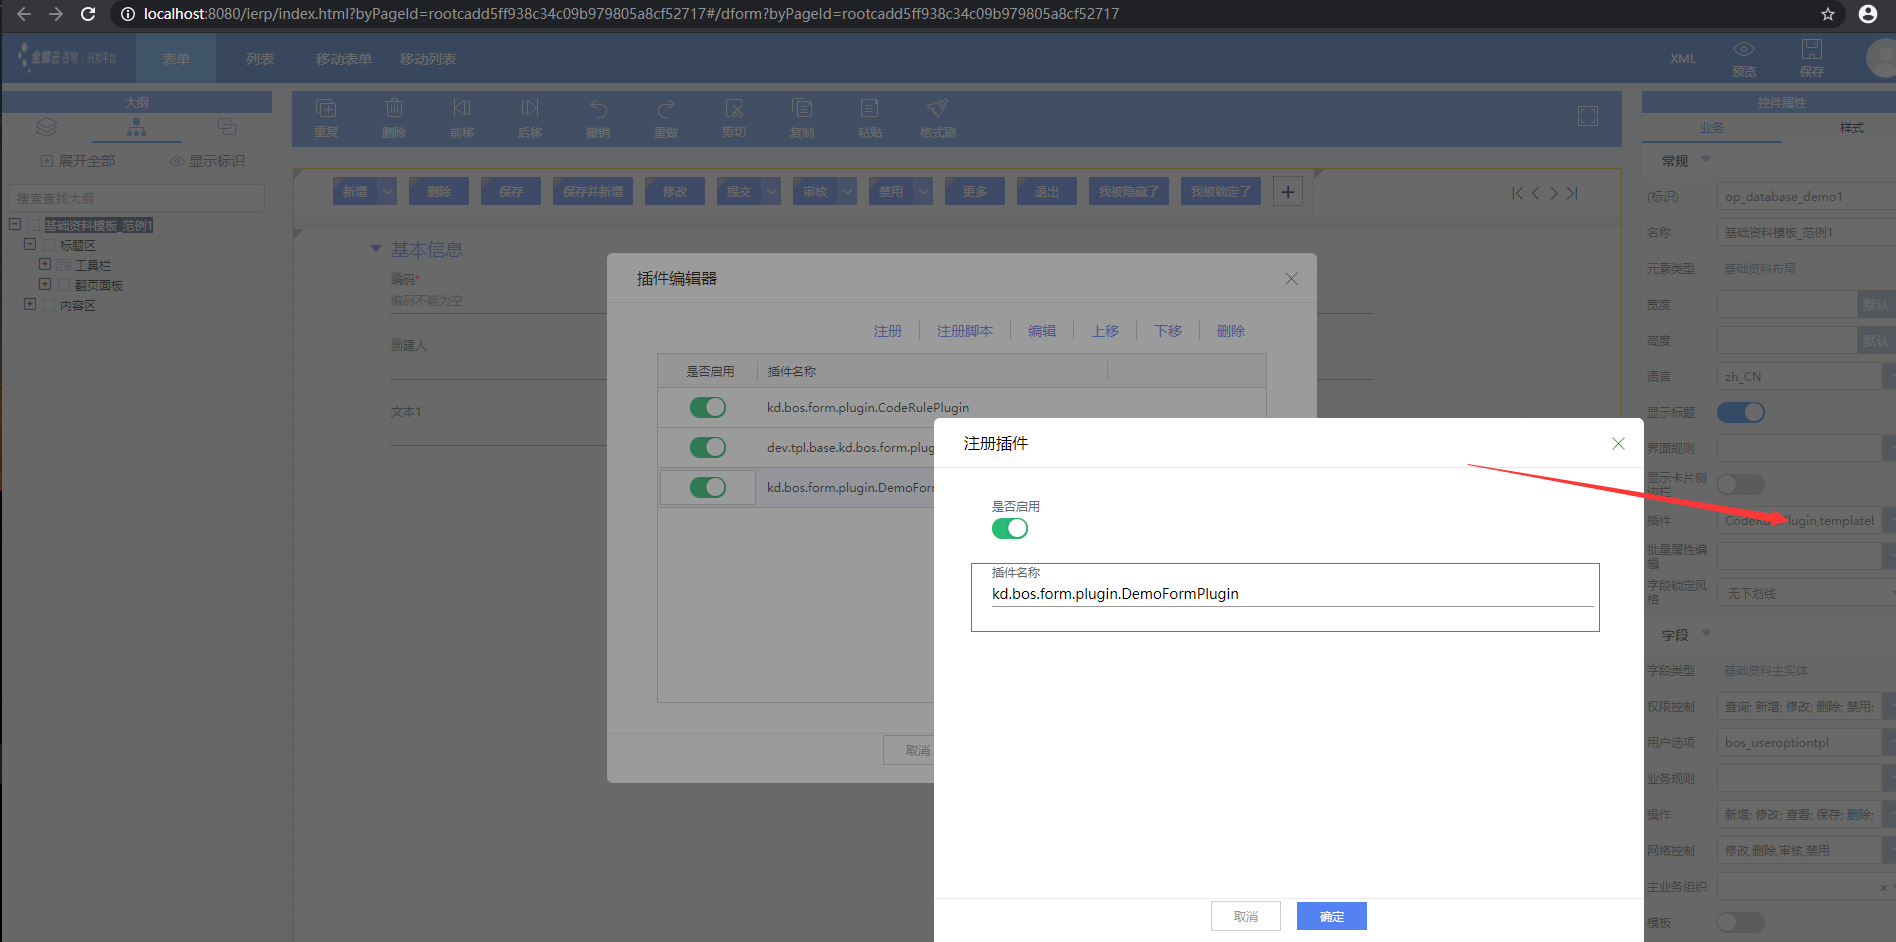 localhost:8080/ierp/index.html?byPageId=rootcadd5ff938c34c09b979805a8cf52717#/dform?byPageId=rootcadd5ff938c34c09b979805a8cf52717
金蝶云 苍穹 | 开发平台
表单
列表
移动表单
移动列表
XML
预览
保存
大纲
展开全部
显示标识
搜索查找大纲
基础资料模板_范例1
标题区
工具栏
翻页面板
内容区
重复
删除
前移
后移
撤销
重做
剪切
复制
粘贴
格式刷
新增
删除
保存
保存并新增
修改
提交
审核
禁用
更多
退出
我被隐藏了
我被锁定了
基本信息
编码*
编码不能为空
创建人
文本1
插件编辑器
注册
注册脚本
编辑
上移
下移
删除
是否启用
插件名称
kd.bos.form.plugin.CodeRulePlugin
dev.tpl.base.kd.bos.form.plug
kd.bos.form.plugin.DemoForm
取消
注册插件
是否启用
插件名称
kd.bos.form.plugin.DemoFormPlugin
取消
确定
控件属性
业务
样式
常规
(标识) op_database_demo1
名称 基础资料模板_范例1
元素类型 基础资料布局
宽度 默认
高度 默认
语言 zh_CN
显示标题
界面规则
显示卡片侧
边栏
插件
批量属性编
辑
字段锁定风
格 无下划线
字段
字段类型 基础资料主实体
权限控制 查询; 新增; 修改; 删除; 禁用;
用户选项 bos_useroptiontpl
业务规则
操作 新增; 修改; 查看; 保存; 删除;
网络控制 修改,删除,审核,禁用
主业务组织
模板